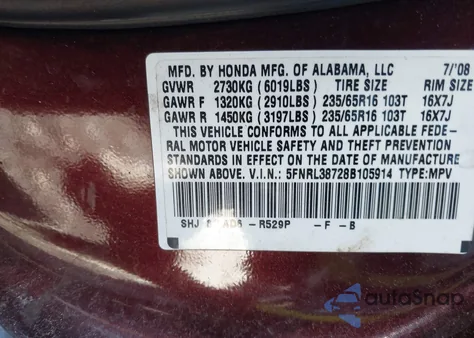 MFD. BY HONDA MFG. OF ALABAMA, LLC 7/'08
GVWR 2730KG (6019LBS) TIRE SIZE RIM SIZE
GAWR F 1320KG (2910LBS) 235/65R16 103T 16X7J
GAWR R 1450KG (3197LBS) 235/65R16 103T 16X7J
THIS VEHICLE CONFORMS TO ALL APPLICABLE FEDE-
RAL MOTOR VEHICLE SAFETY AND THEFT PREVENTION
STANDARDS IN EFFECT ON THE DATE OF MANUFACTURE
SHOWN ABOVE. V.I.N.: 5FNRL38728B105914 TYPE:MPV
SHJ AD6 -R529P -F -B
autoSnap